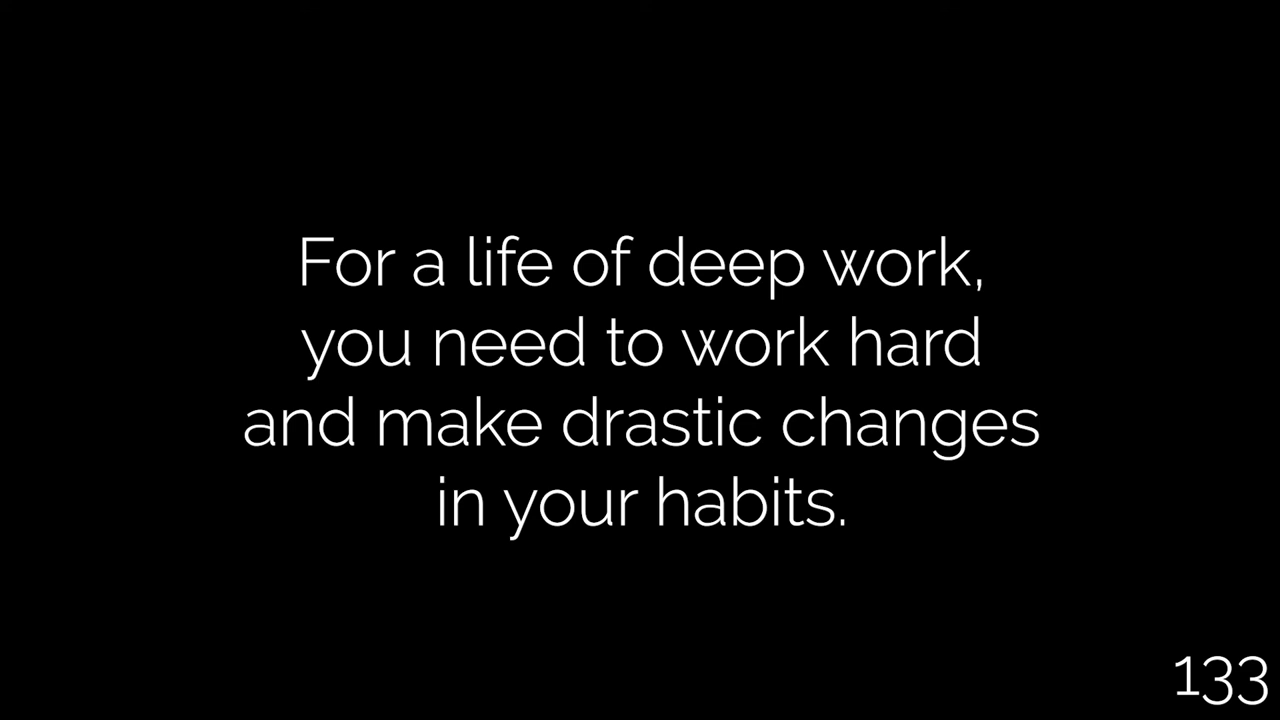 For a life of deep work,
you need to work hard
and make drastic changes
in your habits.
133